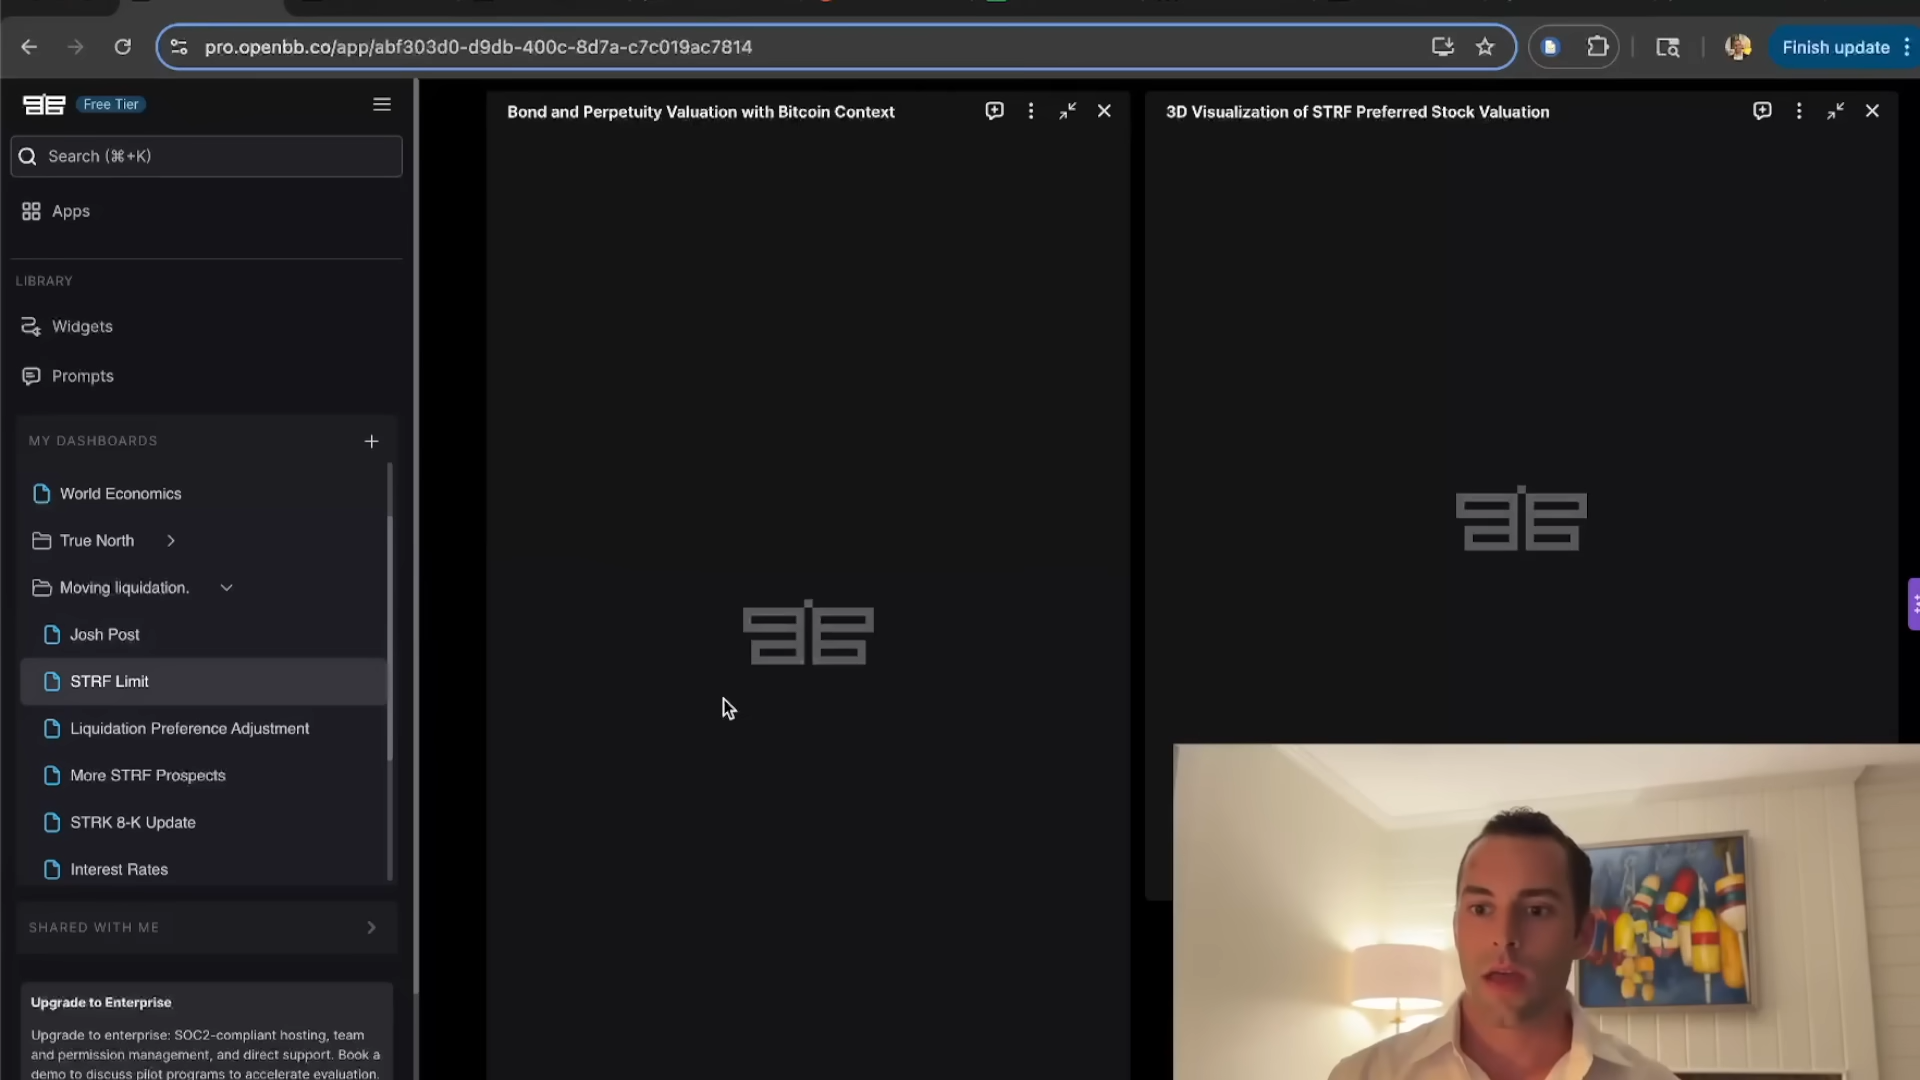 pro.openbb.co/app/abf303d0-d9db-400c-8d7a-c7c019ac7814
Finish update
Free Tier
Search (⌘+K)
Apps
LIBRARY
Widgets
Prompts
MY DASHBOARDS
World Economics
True North
Moving liquidation.
Josh Post
STRF Limit
Liquidation Preference Adjustment
More STRF Prospects
STRK 8-K Update
Interest Rates
SHARED WITH ME
Upgrade to Enterprise
Upgrade to enterprise: SOC2-compliant hosting, team
and permission management, and direct support. Book a
demo to discuss pilot programs to accelerate evaluation.
Bond and Perpetuity Valuation with Bitcoin Context
3D Visualization of STRF Preferred Stock Valuation